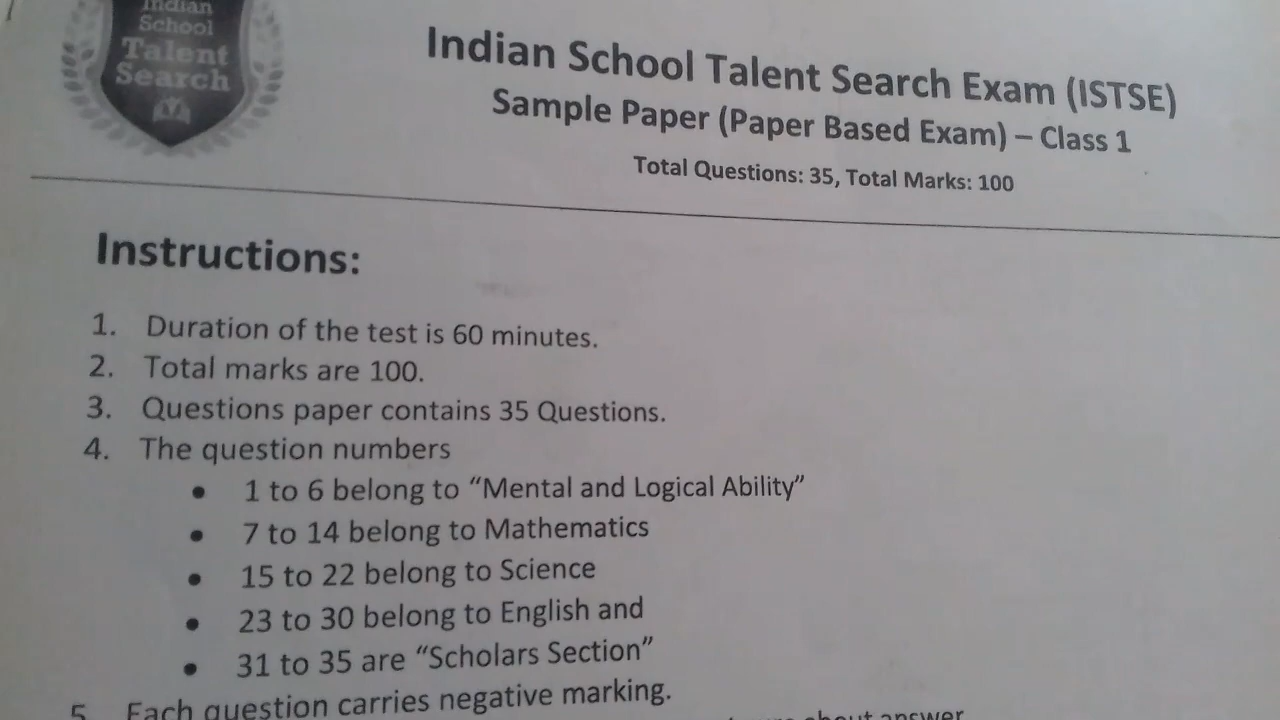 Indian
School
Talent
Search
Indian School Talent Search Exam (ISTSE)
Sample Paper (Paper Based Exam) – Class 1
Total Questions: 35, Total Marks: 100
Instructions:
1. Duration of the test is 60 minutes.
2. Total marks are 100.
3. Questions paper contains 35 Questions.
4. The question numbers
• 1 to 6 belong to “Mental and Logical Ability”
• 7 to 14 belong to Mathematics
• 15 to 22 belong to Science
• 23 to 30 belong to English and
• 31 to 35 are “Scholars Section”
5. Each question carries negative marking.
about answer